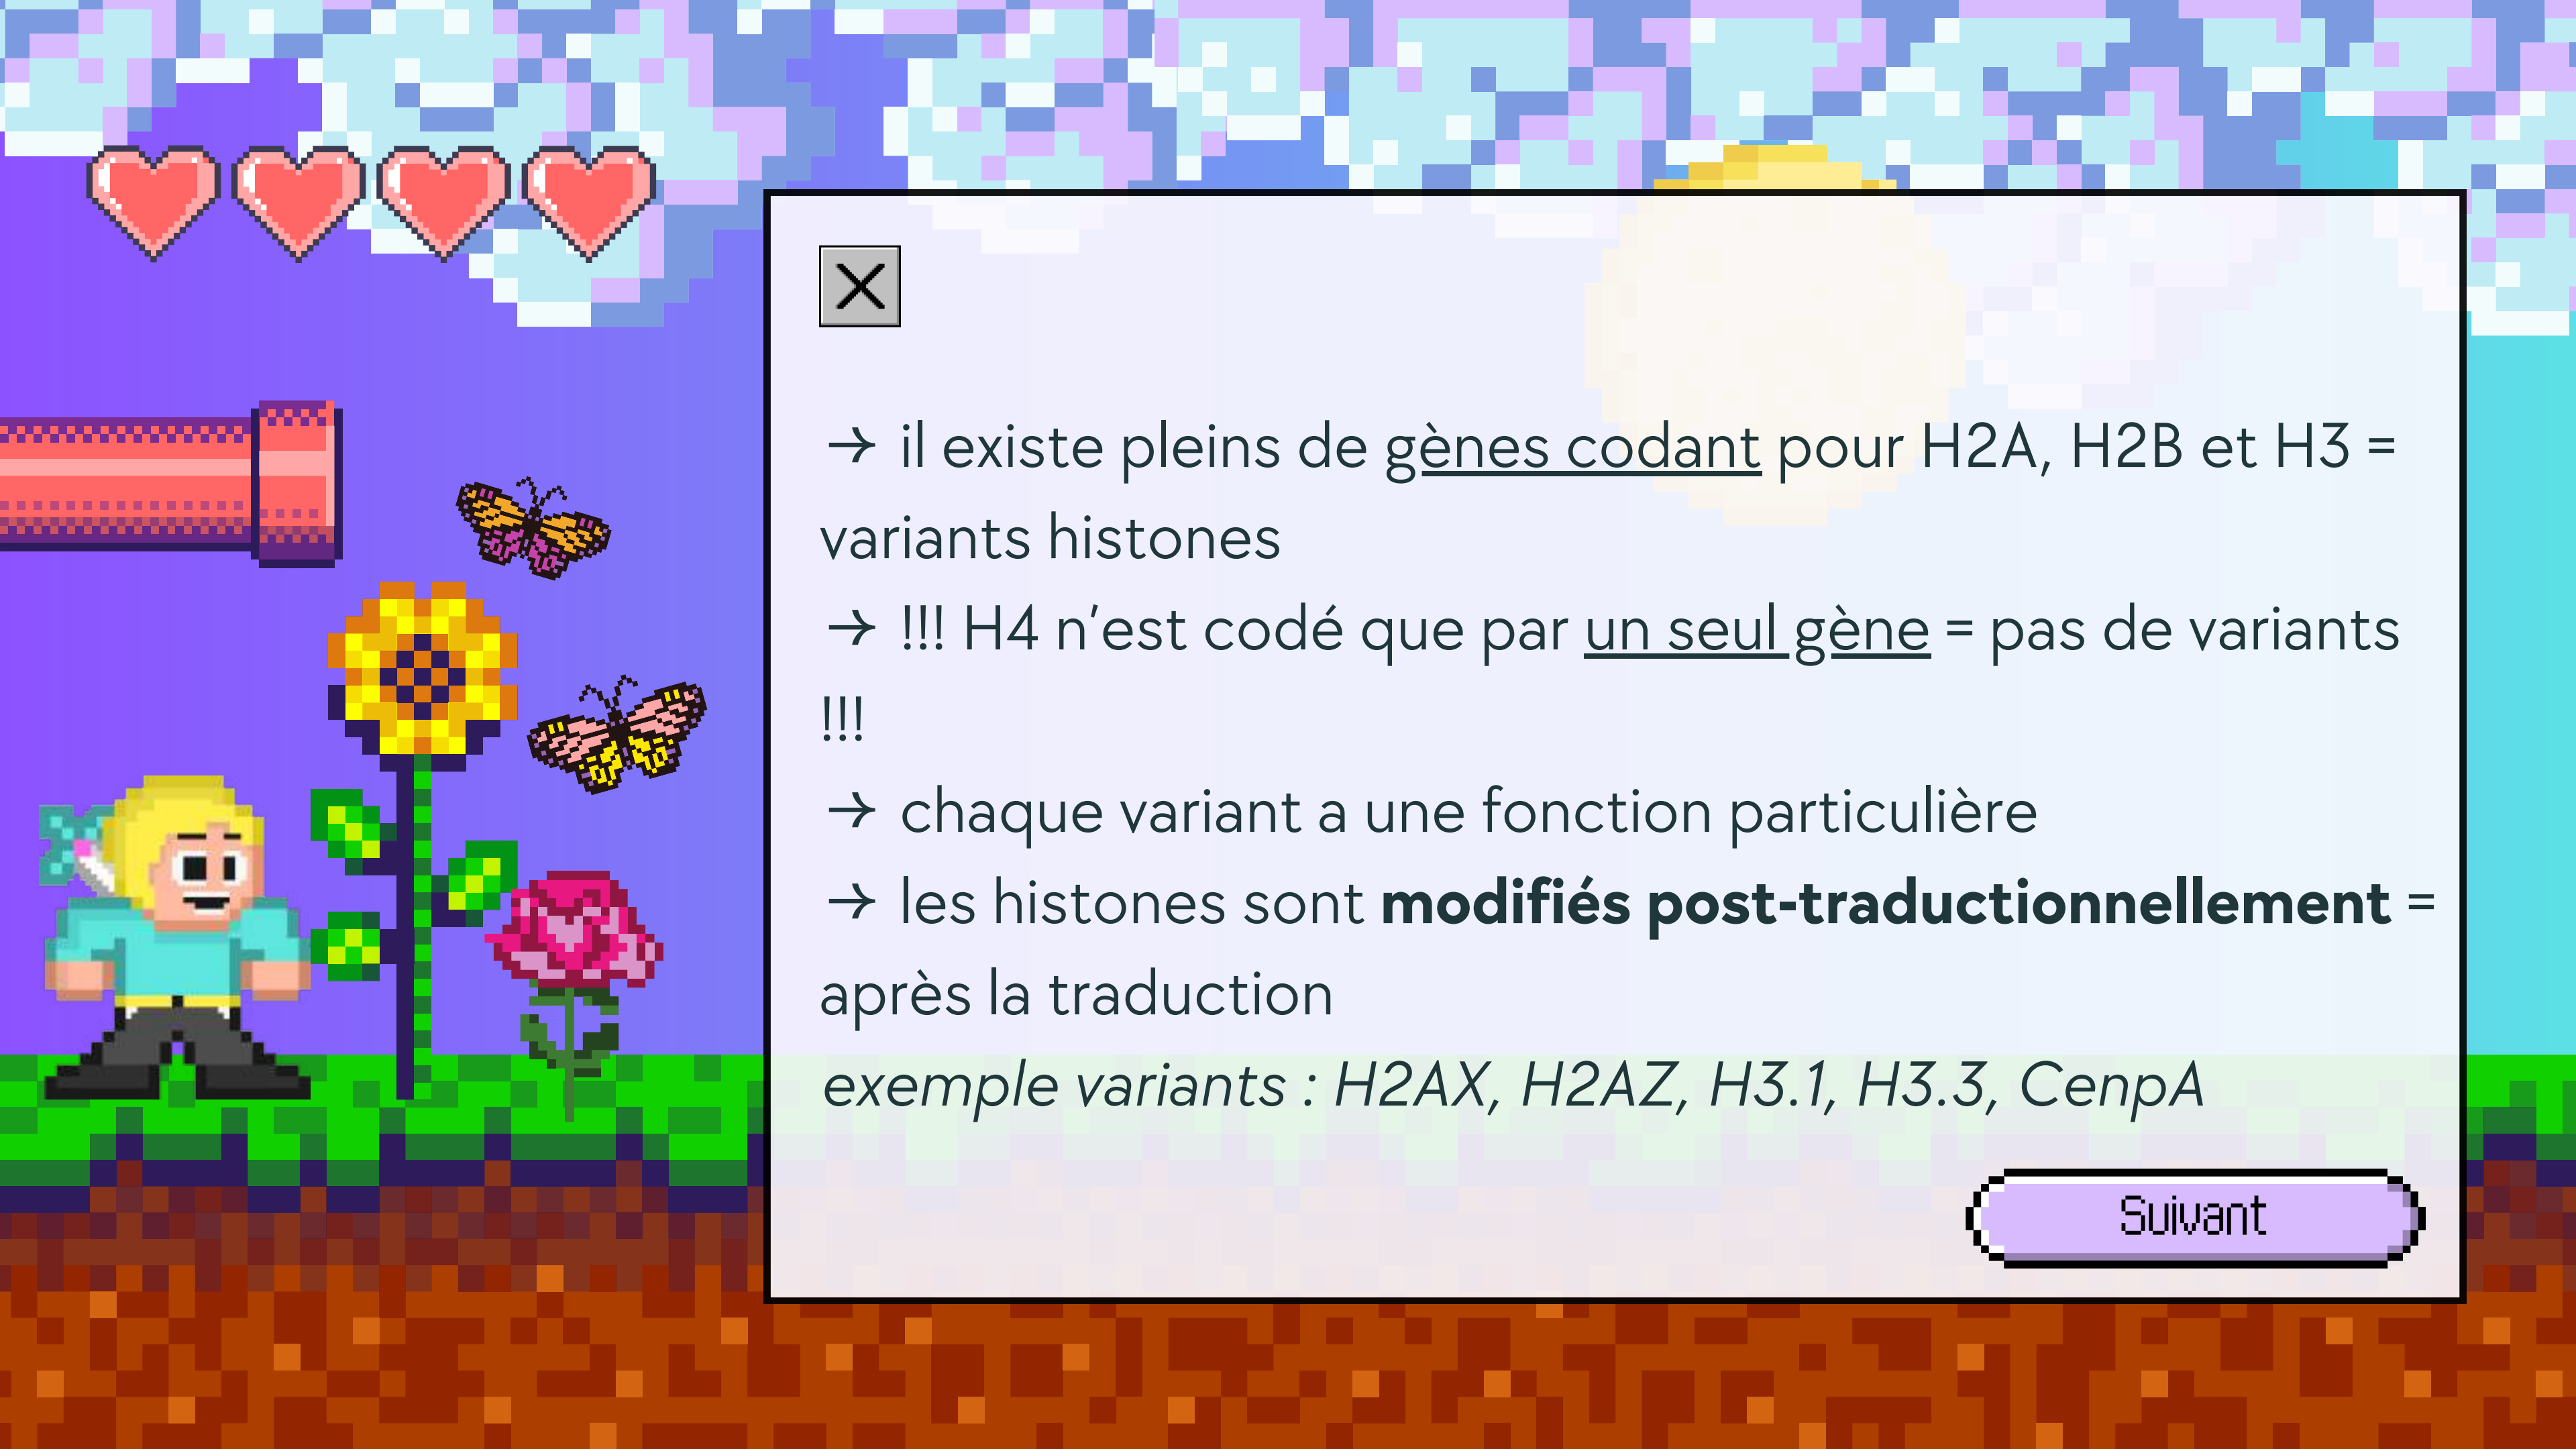 → il existe pleins de gènes codant pour H2A, H2B et H3 =
variants histones
→ !!! H4 n’est codé que par un seul gène = pas de variants
!!!
→ chaque variant a une fonction particulière
→ les histones sont modifiés post-traductionnellement =
après la traduction
exemple variants : H2AX, H2AZ, H3.1, H3.3, CenpA
Suivant